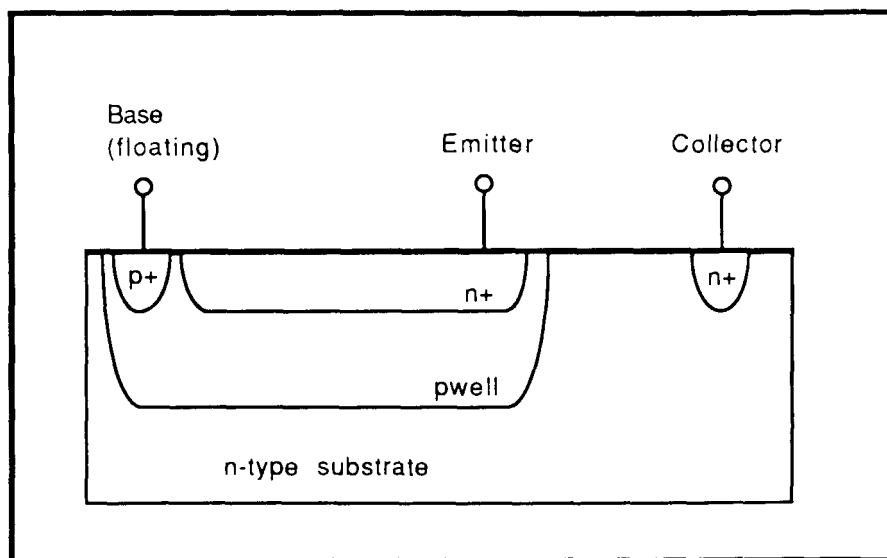 Base
(floating)
Emitter
Collector
p+
n+
n+
pwell
n-type substrate